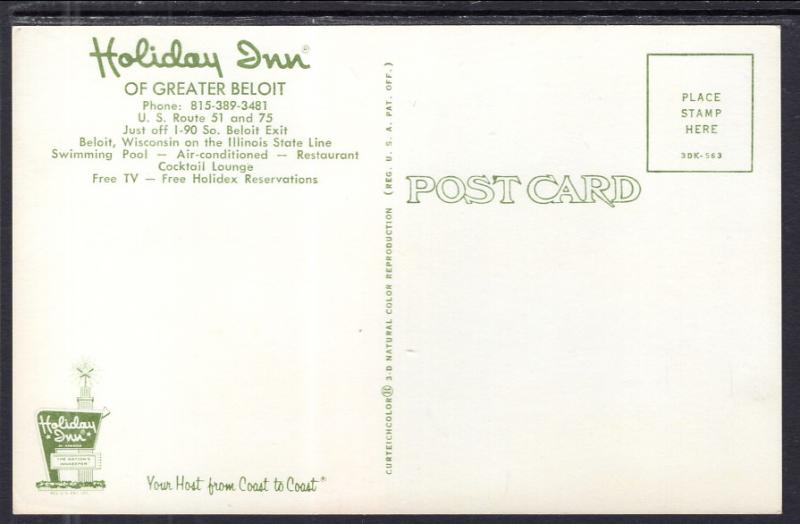 Holiday Inn®
OF GREATER BELOIT
Phone: 815-389-3481
U. S. Route 51 and 75
Just off I-90 So. Beloit Exit
Beloit, Wisconsin on the Illinois State Line
Swimming Pool — Air-conditioned — Restaurant
Cocktail Lounge
Free TV — Free Holidex Reservations
CURTEICHCOLOR® 3-D NATURAL COLOR REPRODUCTION (REG. U. S. A. PAT. OFF.)
POST CARD
PLACE
STAMP
HERE
3DK-563
Holiday
Inn
THE NATION'S
INNKEEPER
Your Host from Coast to Coast®